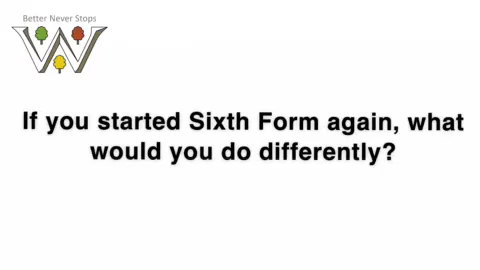 Better Never Stops
W
If you started Sixth Form again, what
would you do differently?